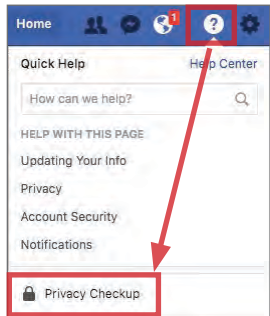 Home 1 ?
Quick Help Help Center
How can we help?
HELP WITH THIS PAGE
Updating Your Info
Privacy
Account Security
Notifications
Privacy Checkup